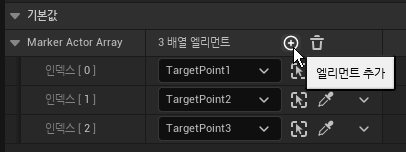 기본값
Marker Actor Array 3 배열 엘리먼트
엘리먼트 추가
인덱스 [ 0 ] TargetPoint1
인덱스 [ 1 ] TargetPoint2
인덱스 [ 2 ] TargetPoint3